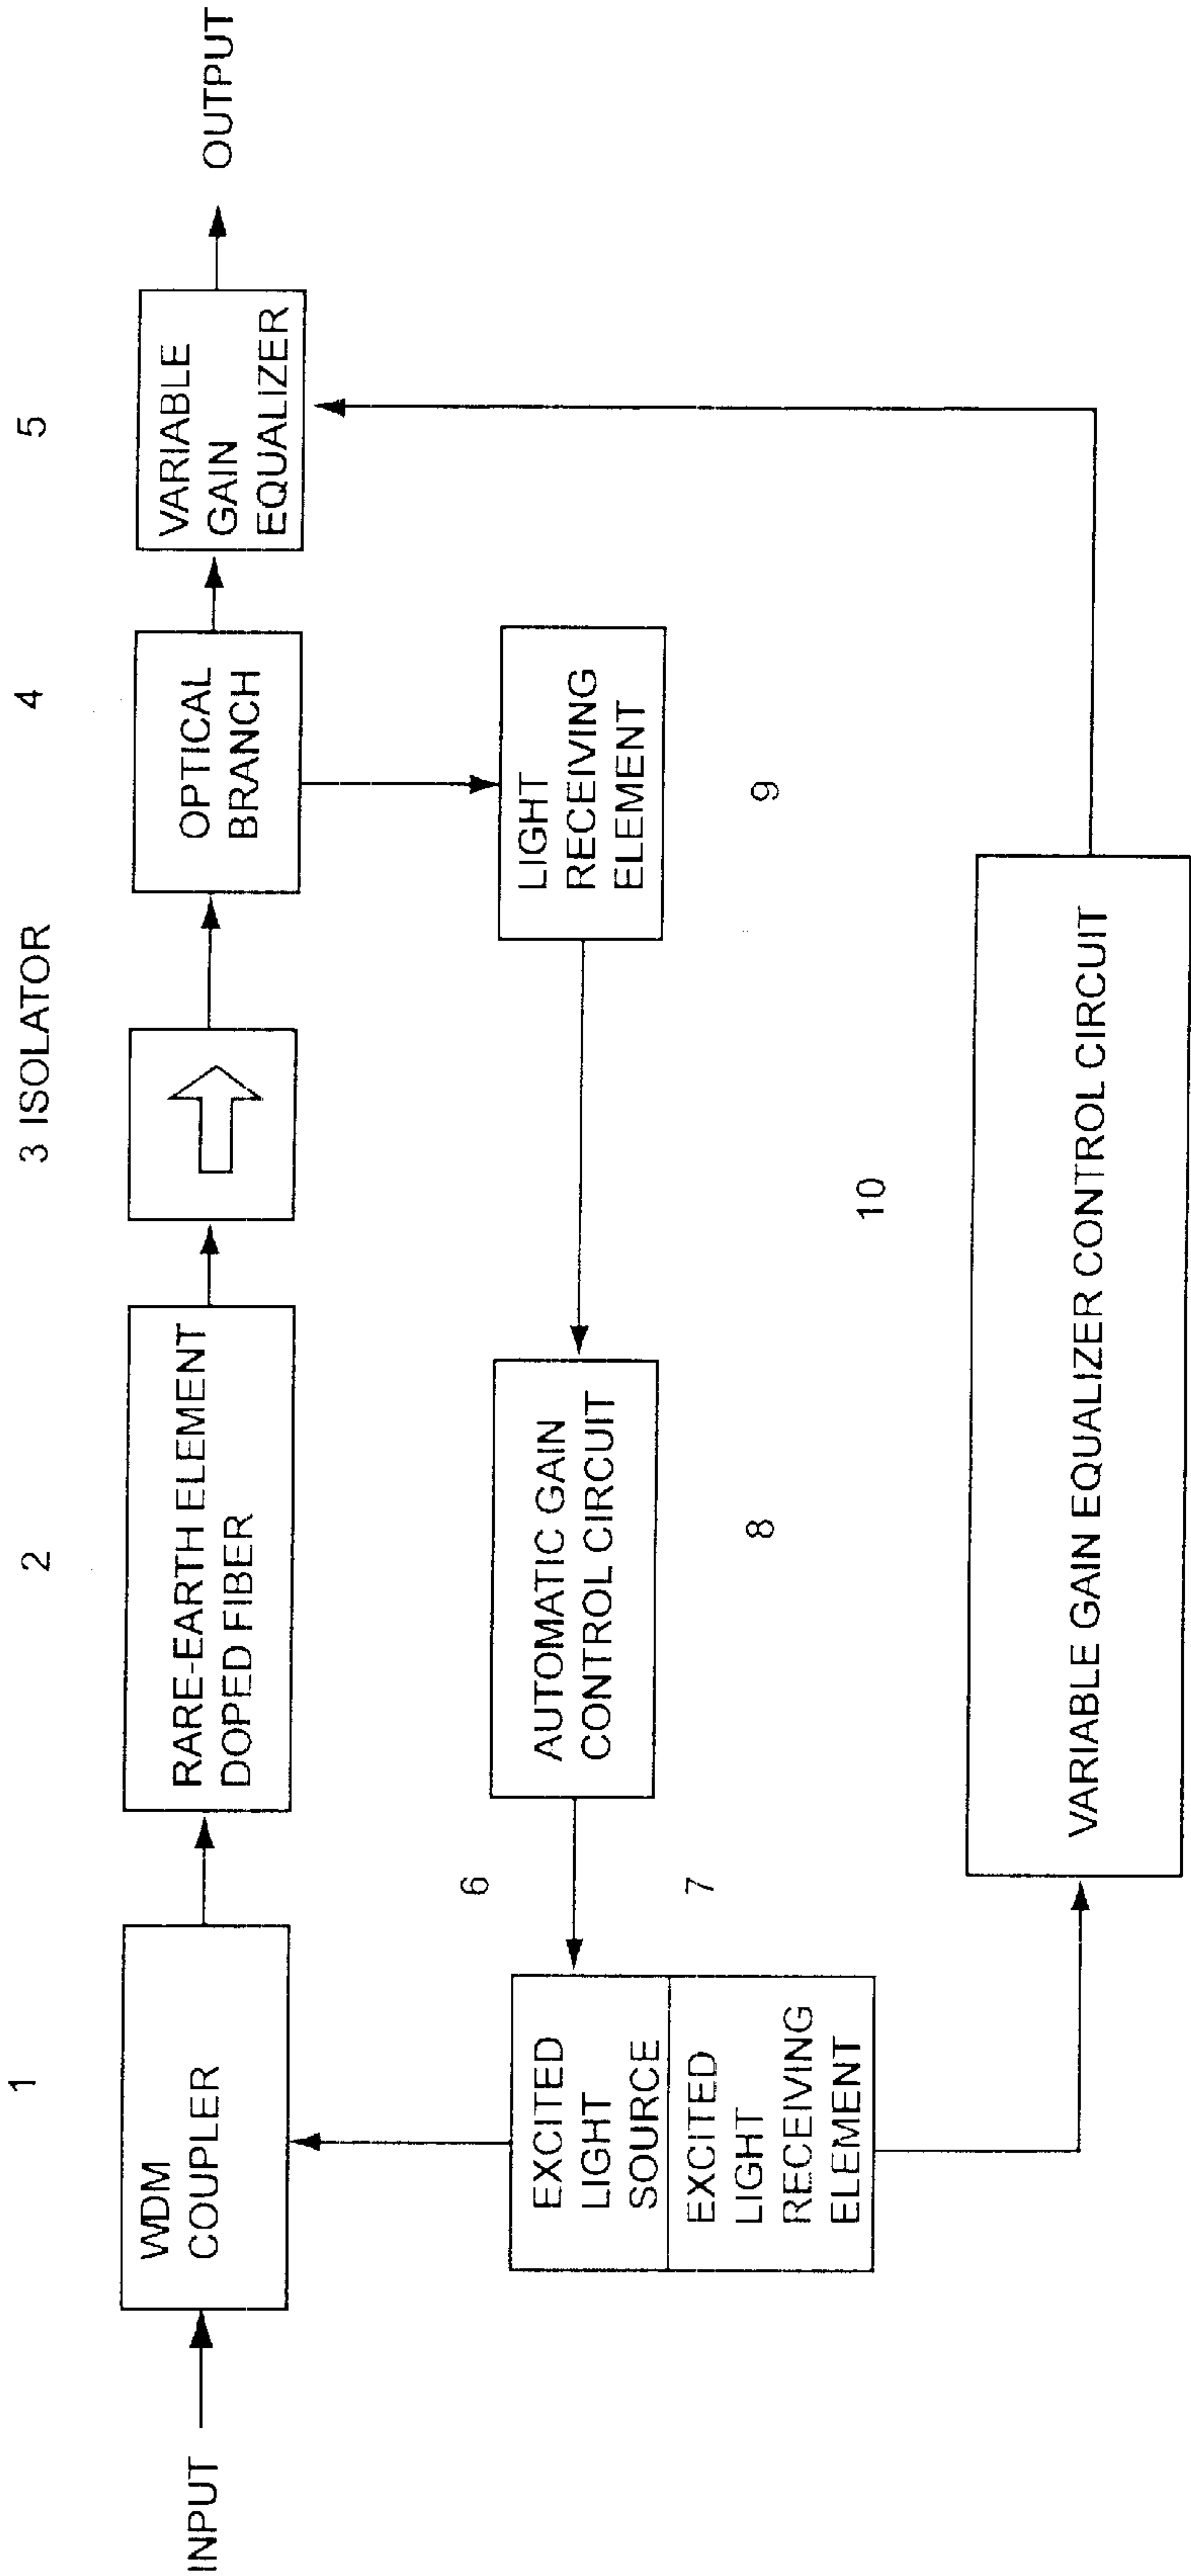 1
2
3 ISOLATOR
4
5
INPUT
WDM
COUPLER
RARE-EARTH ELEMENT
DOPED FIBER
OPTICAL
BRANCH
VARIABLE
GAIN
EQUALIZER
OUTPUT
6
EXCITED
LIGHT
SOURCE
7
EXCITED
LIGHT
RECEIVING
ELEMENT
AUTOMATIC GAIN
CONTROL CIRCUIT
8
LIGHT
RECEIVING
ELEMENT
9
10
VARIABLE GAIN EQUALIZER CONTROL CIRCUIT